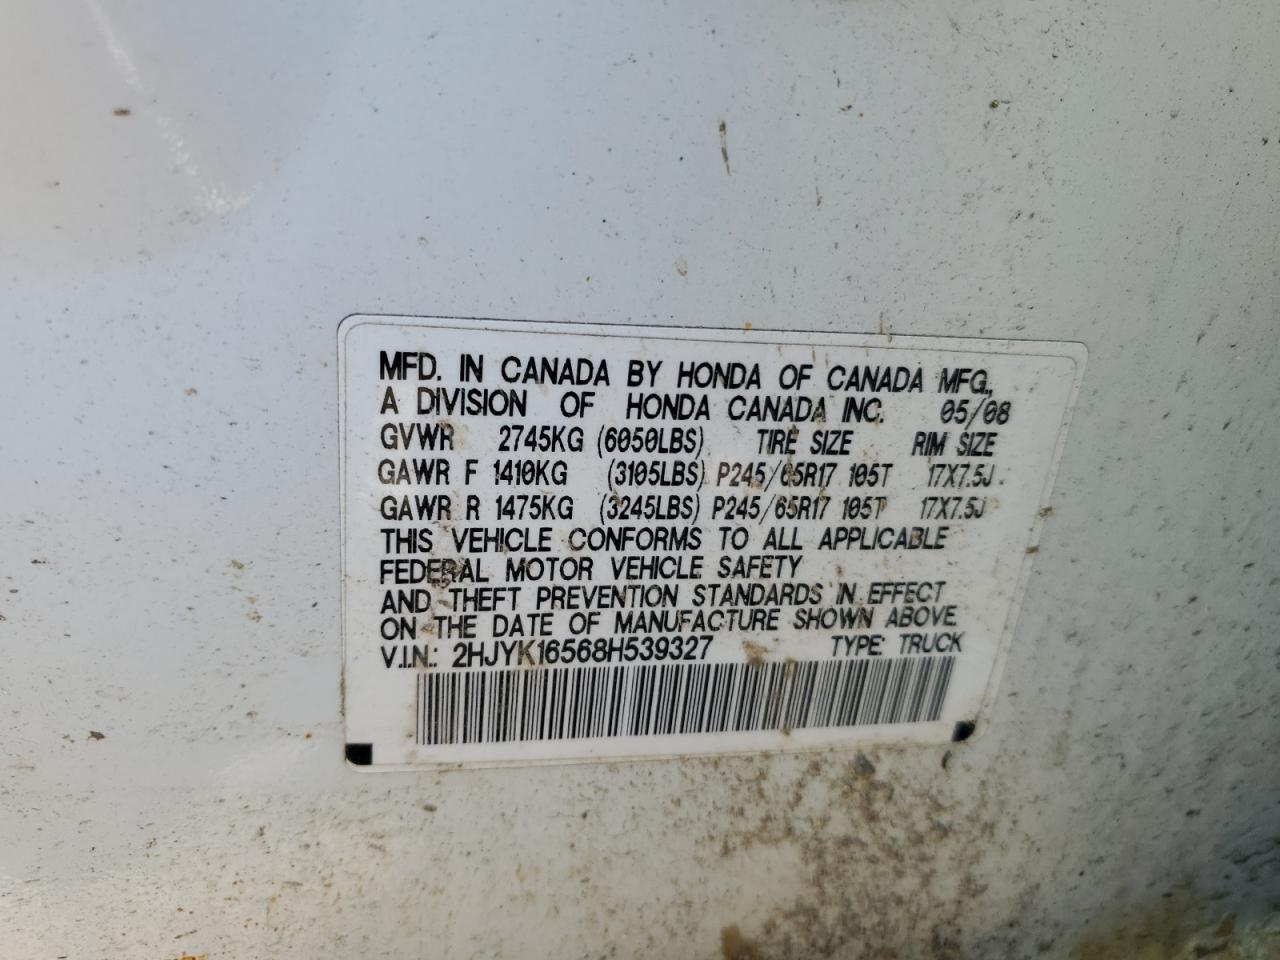 MFD. IN CANADA BY HONDA OF CANADA MFG.,
A DIVISION OF HONDA CANADA INC. 05/08
GVWR 2745KG (6050LBS) TIRE SIZE RIM SIZE
GAWR F 1410KG (3105LBS) P245/65R17 105T 17X7.5J
GAWR R 1475KG (3245LBS) P245/65R17 105T 17X7.5J
THIS VEHICLE CONFORMS TO ALL APPLICABLE
FEDERAL MOTOR VEHICLE SAFETY
AND THEFT PREVENTION STANDARDS IN EFFECT
ON THE DATE OF MANUFACTURE SHOWN ABOVE
V.I.N.: 2HJYK16568H539327 TYPE: TRUCK